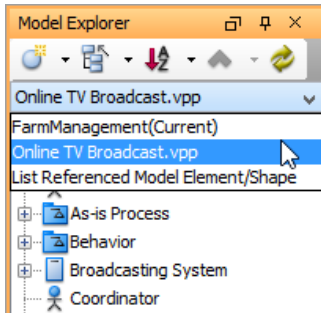 Model Explorer
Online TV Broadcast.vpp
FarmManagement(Current)
Online TV Broadcast.vpp
List Referenced Model Element/Shape
As-is Process
Behavior
Broadcasting System
Coordinator